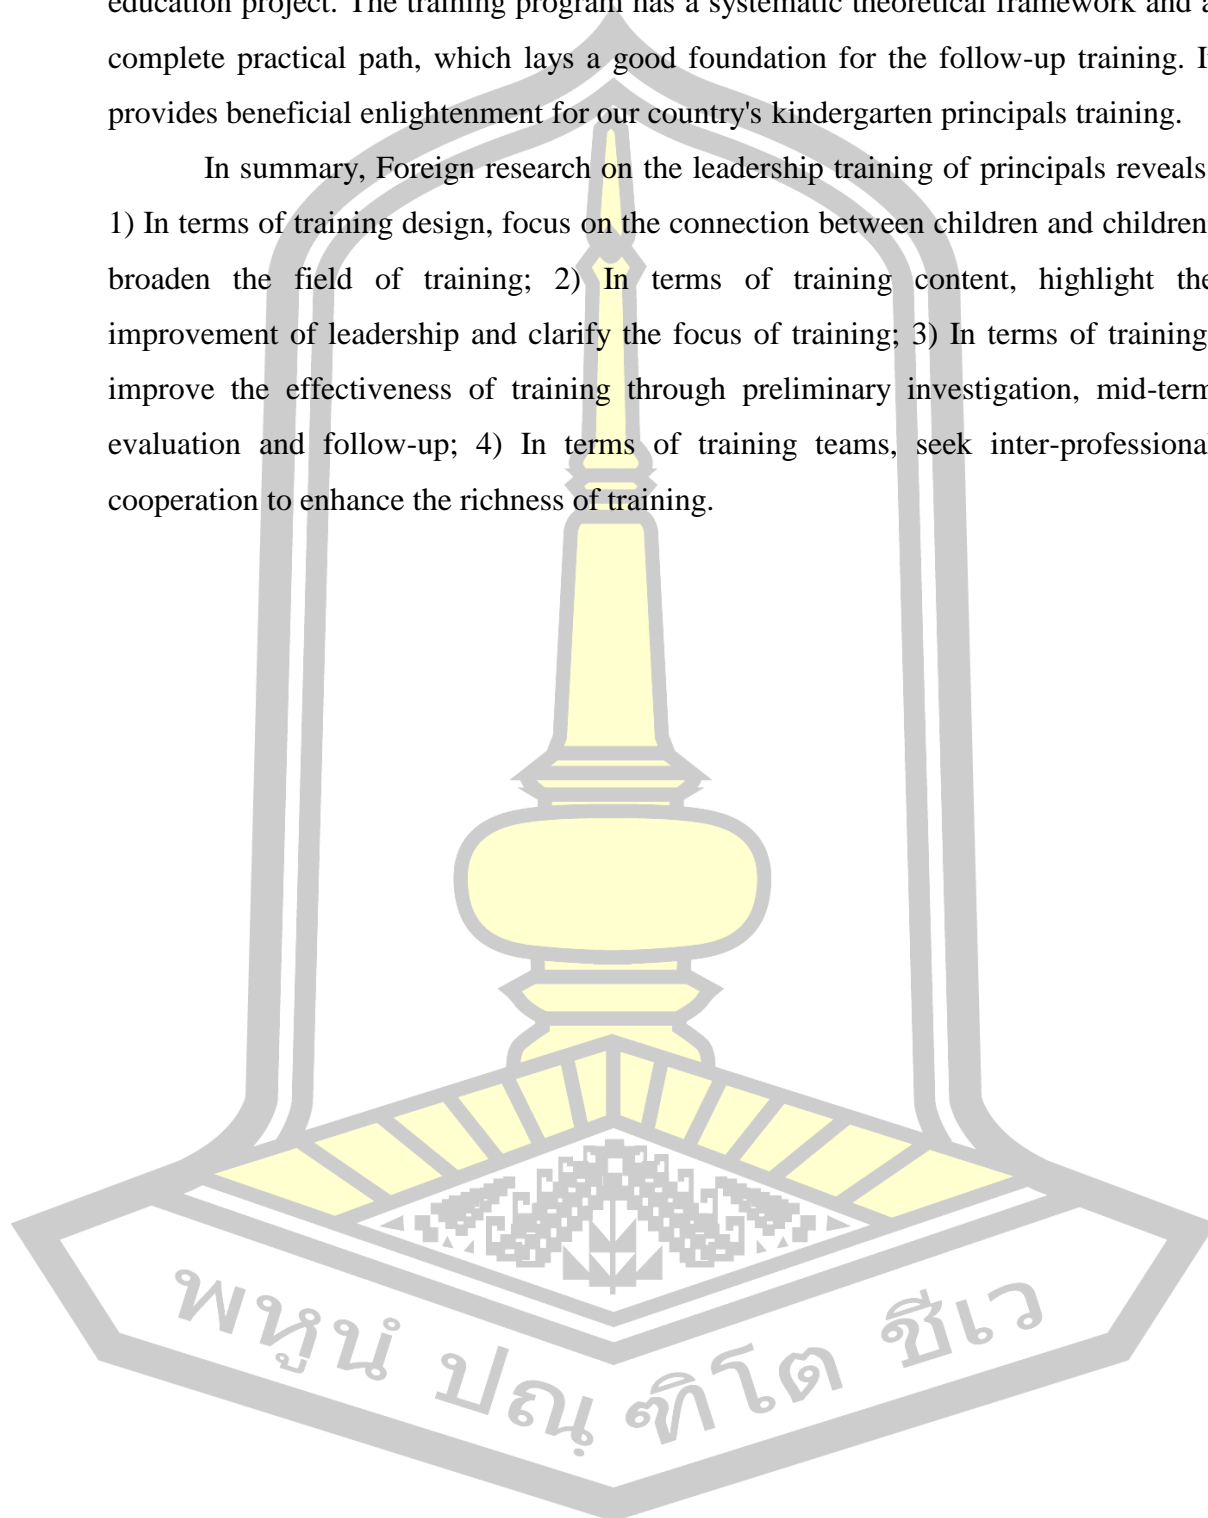 education project. The training program has a systematic theoretical framework and a
complete practical path, which lays a good foundation for the follow-up training. I
provides beneficial enlightenment for our country's kindergarten principals training.
In summary, Foreign research on the leadership training of principals reveals
1) In terms of training design, focus on the connection between children and children
broaden the field of training; 2) In terms of training content, highlight the
improvement of leadership and clarify the focus of training; 3) In terms of training
improve the effectiveness of training through preliminary investigation, mid-term
evaluation and follow-up; 4) In terms of training teams, seek inter-professional
cooperation to enhance the richness of training.
พหูนํ ปณฺฑิโต ชีเว